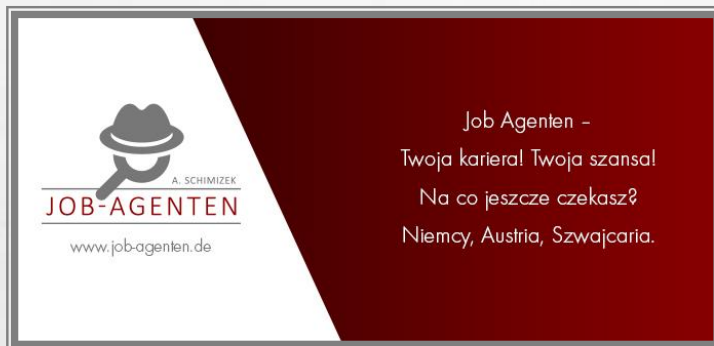 A. SCHIMIZEK
JOB-AGENTEN
www.job-agenten.de
Job Agenten –
Twoja kariera! Twoja szansa!
Na co jeszcze czekasz?
Niemcy, Austria, Szwajcaria.